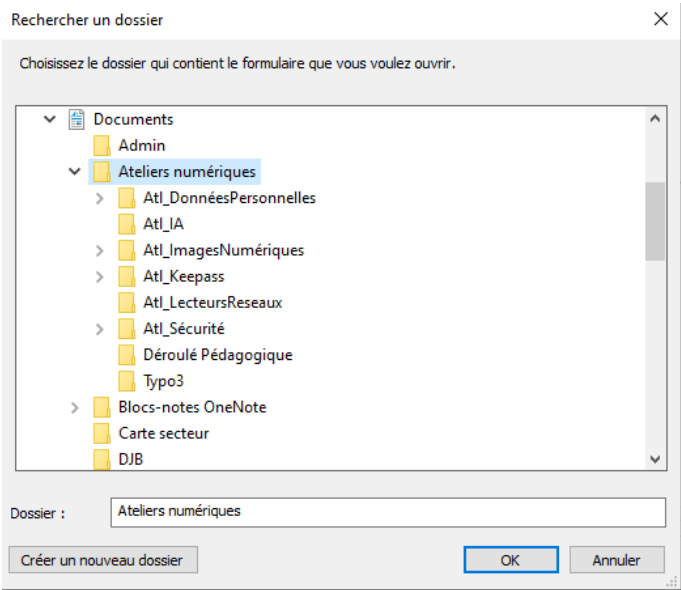 Rechercher un dossier
Choisissez le dossier qui contient le formulaire que vous voulez ouvrir.
Documents
Admin
Ateliers numériques
Atl_DonnéesPersonnelles
Atl_IA
Atl_ImagesNumériques
Atl_Keepass
Atl_LecteursReseaux
Atl_Sécurité
Déroulé Pédagogique
Typo3
Blocs-notes OneNote
Carte secteur
DJB
Dossier : Ateliers numériques
Créer un nouveau dossier OK Annuler